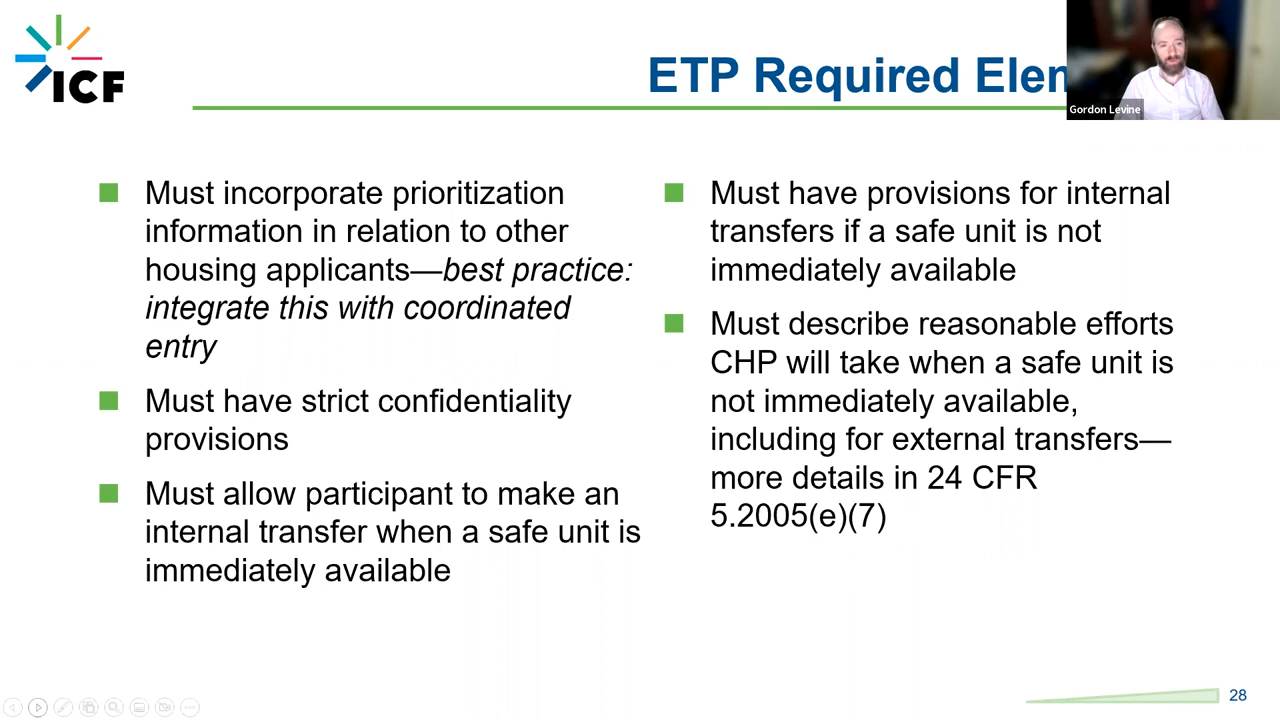 ICF
ETP Required Elem
Gordon Levine
Must incorporate prioritization
information in relation to other
housing applicants—best practice:
integrate this with coordinated
entry
Must have strict confidentiality
provisions
Must allow participant to make an
internal transfer when a safe unit is
immediately available
Must have provisions for internal
transfers if a safe unit is not
immediately available
Must describe reasonable efforts
CHP will take when a safe unit is
not immediately available,
including for external transfers—
more details in 24 CFR
5.2005(e)(7)
28